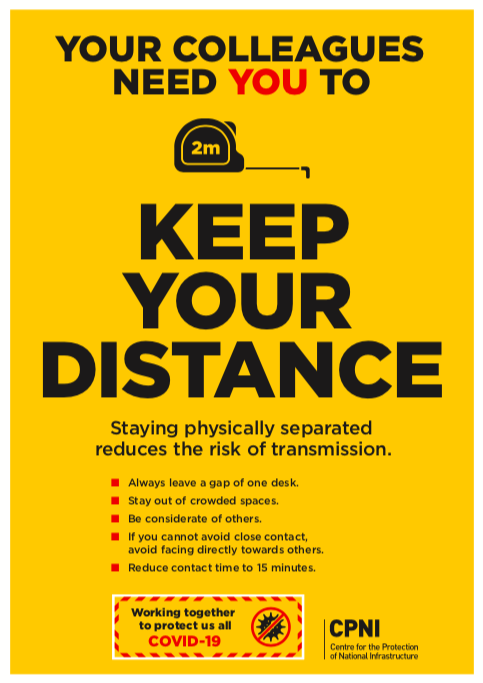 YOUR COLLEAGUES
NEED YOU TO
2m
KEEP
YOUR
DISTANCE
Staying physically separated
reduces the risk of transmission.
Always leave a gap of one desk.
Stay out of crowded spaces.
Be considerate of others.
If you cannot avoid close contact,
avoid facing directly towards others.
Reduce contact time to 15 minutes.
Working together
to protect us all
COVID-19
CPNI
Centre for the Protection
of National Infrastructure